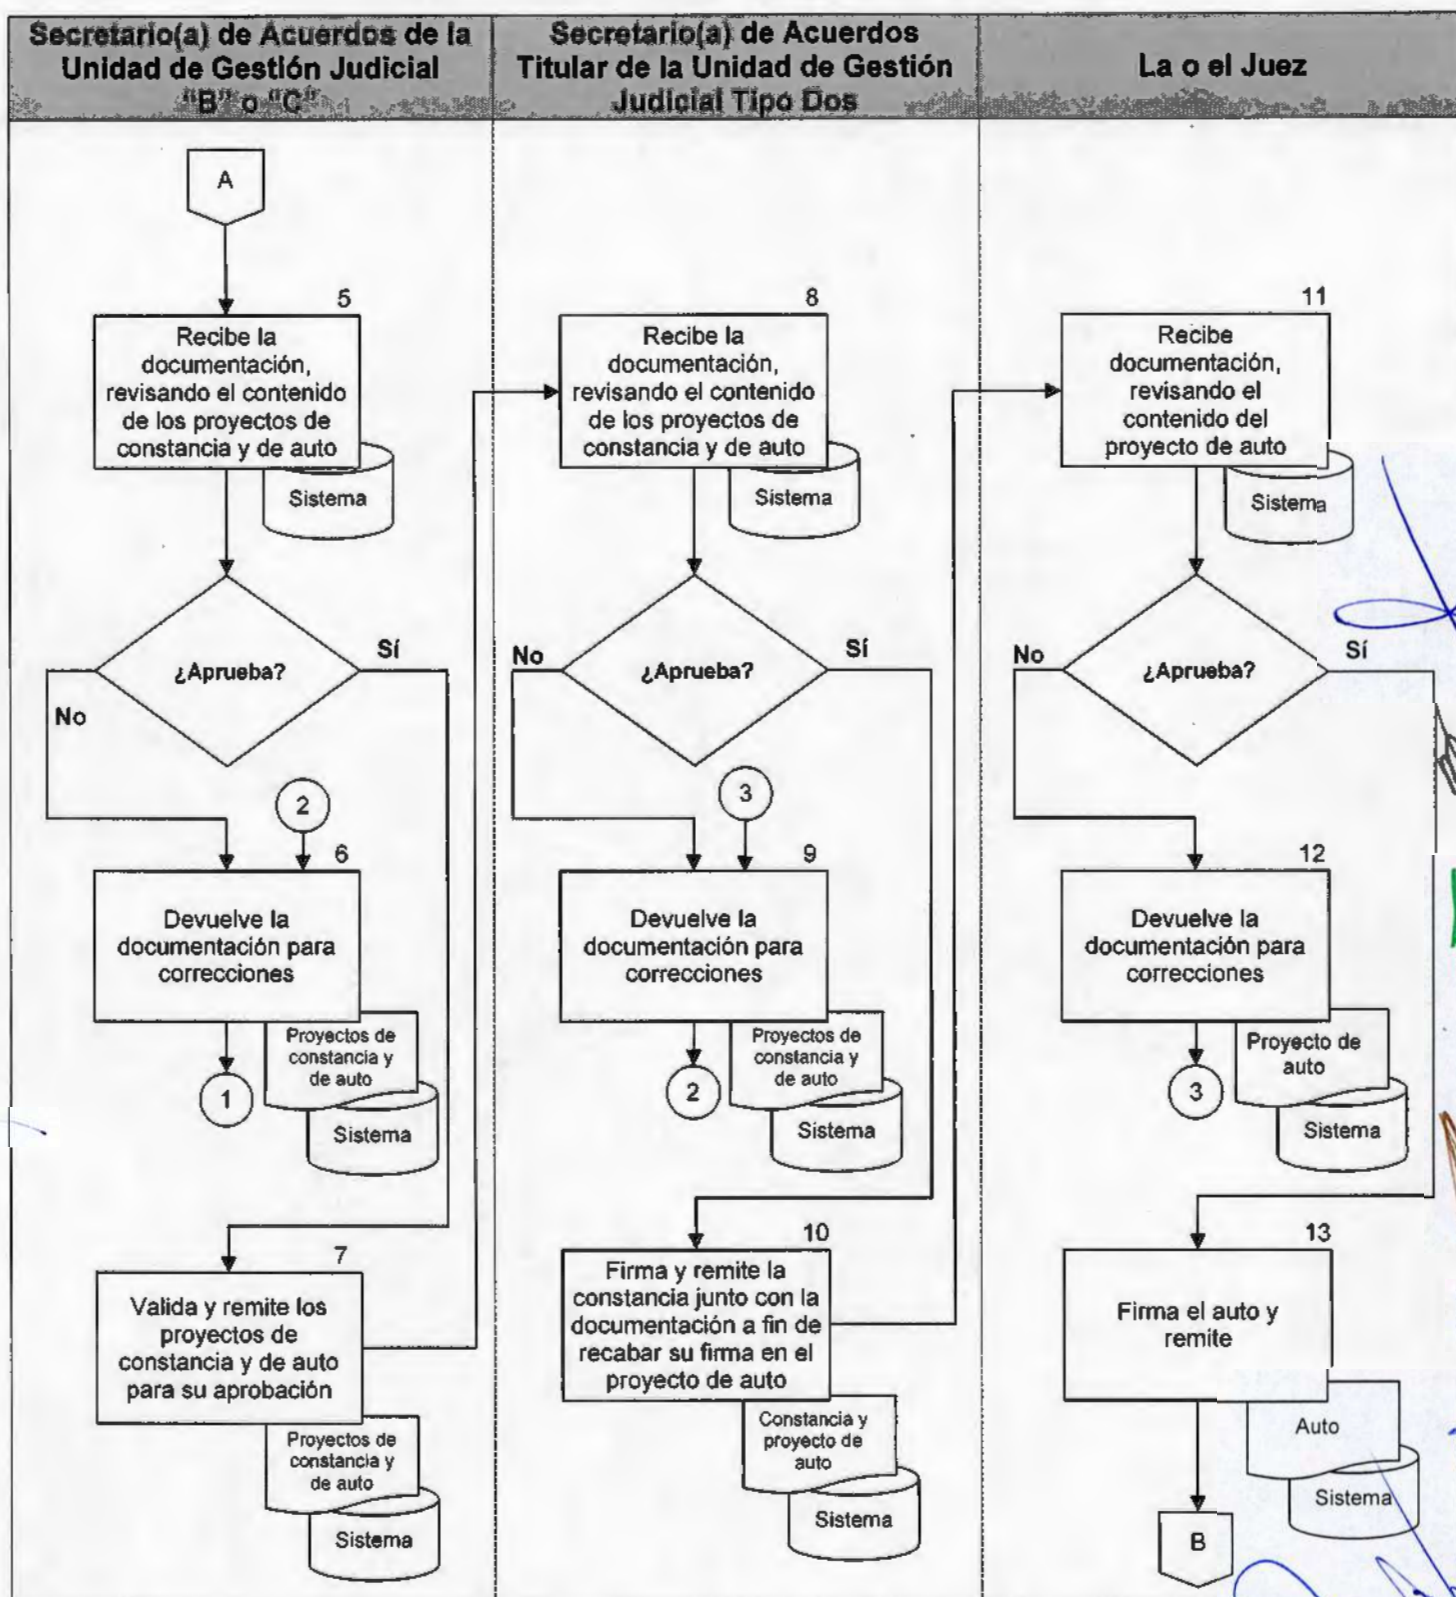 Secretario(a) de Acuerdos de la
Unidad de Gestión Judicial
"B" o "C"
Secretario(a) de Acuerdos
Titular de la Unidad de Gestión
Judicial Tipo Dos
La o el Juez
A
5
Recibe la
documentación,
revisando el contenido
de los proyectos de
constancia y de auto
Sistema
¿Aprueba?
Sí
No
2
6
Devuelve la
documentación para
correcciones
Proyectos de
constancia y
de auto
Sistema
1
7
Valida y remite los
proyectos de
constancia y de auto
para su aprobación
Proyectos de
constancia y
de auto
Sistema
8
Recibe la
documentación,
revisando el contenido
de los proyectos de
constancia y de auto
Sistema
¿Aprueba?
No
Sí
3
9
Devuelve la
documentación para
correcciones
Proyectos de
constancia y
de auto
Sistema
2
10
Firma y remite la
constancia junto con la
documentación a fin de
recabar su firma en el
proyecto de auto
Constancia y
proyecto de
auto
Sistema
11
Recibe
documentación,
revisando el
contenido del
proyecto de auto
Sistema
¿Aprueba?
No
Sí
12
Devuelve la
documentación para
correcciones
Proyecto de
auto
Sistema
3
13
Firma el auto y
remite
Auto
Sistema
B